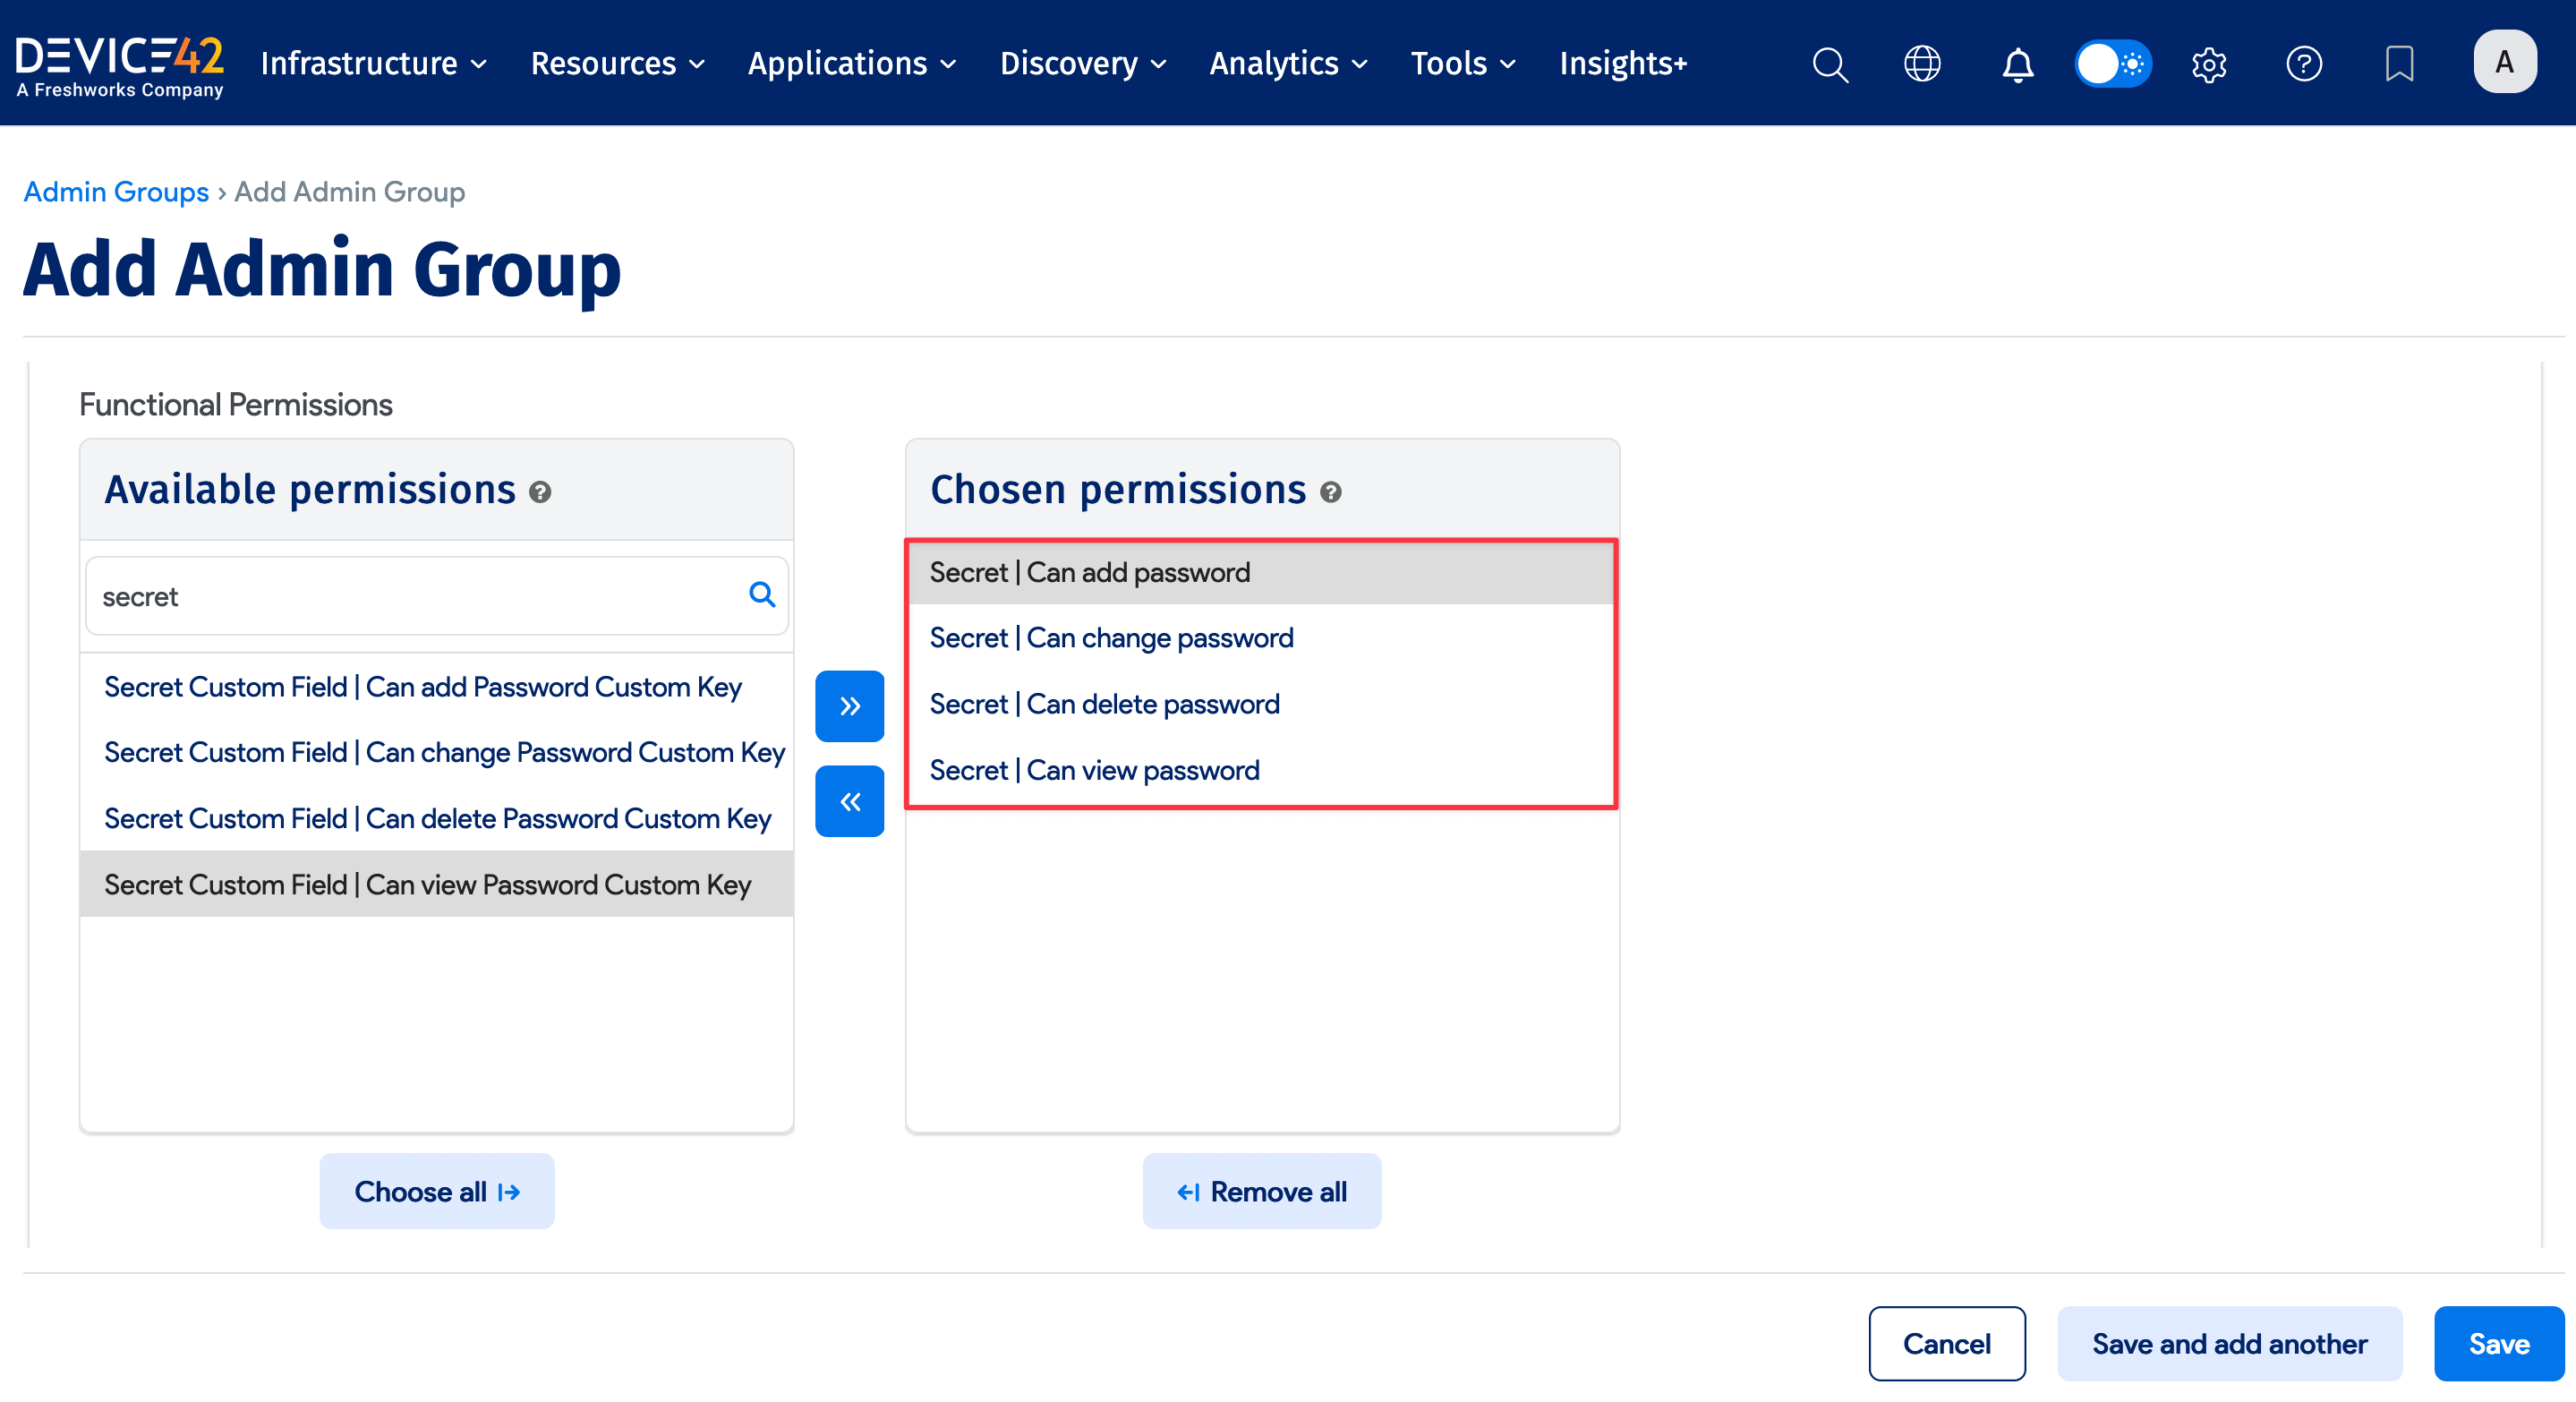 DEVICE42
A Freshworks Company
Infrastructure Resources Applications Discovery Analytics Tools Insights+
A
Admin Groups › Add Admin Group
Add Admin Group
Functional Permissions
Available permissions ?
secret
Secret Custom Field | Can add Password Custom Key
Secret Custom Field | Can change Password Custom Key
Secret Custom Field | Can delete Password Custom Key
Secret Custom Field | Can view Password Custom Key
Choose all
Chosen permissions ?
Secret | Can add password
Secret | Can change password
Secret | Can delete password
Secret | Can view password
Remove all
Cancel Save and add another Save